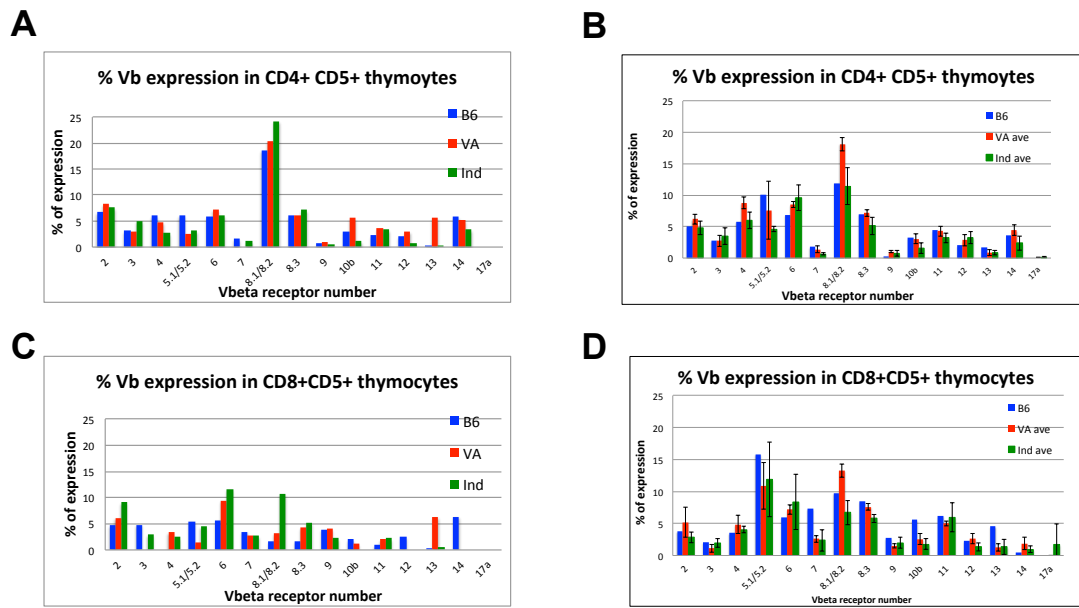 A
% Vb expression in CD4+ CD5+ thymoytes
B6
VA
Ind
% of expression
25
20
15
10
5
0
2
3
4
5.1/5.2
6
7
8.1/8.2
8.3
9
10b
11
12
13
14
17a
Vbeta receptor number
B
% Vb expression in CD4+ CD5+ thymoytes
B6
VA ave
Ind ave
% of expression
25
20
15
10
5
0
2
3
4
5.1/5.2
6
7
8.1/8.2
8.3
9
10b
11
12
13
14
17a
Vbeta receptor number
C
% Vb expression in CD8+CD5+ thymocytes
B6
VA
Ind
% of expression
25
20
15
10
5
0
2
3
4
5.1/5.2
6
7
8.1/8.2
8.3
9
10b
11
12
13
14
17a
Vbeta receptor number
D
% Vb expression in CD8+CD5+ thymocytes
B6
VA ave
Ind ave
% of expression
25
20
15
10
5
0
2
3
4
5.1/5.2
6
7
8.1/8.2
8.3
9
10b
11
12
13
14
17a
Vbeta receptor number